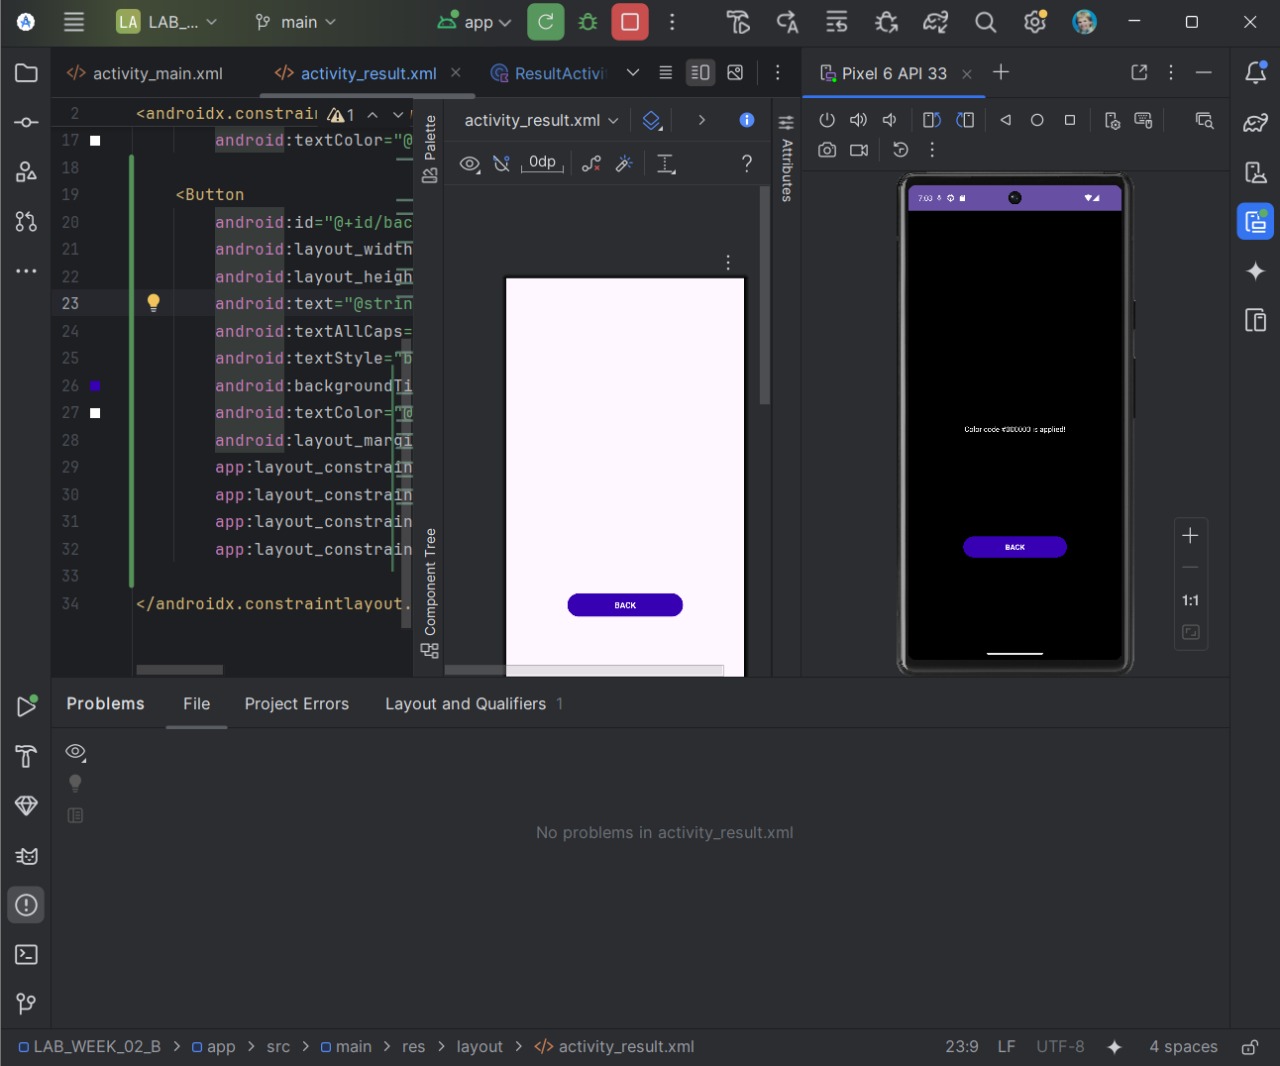 LA LAB_... main app
activity_main.xml activity_result.xml ResultActivi Pixel 6 API 33
2 <androidx.constrai 1
17 android:textColor="@
18
19 <Button
20 android:id="@+id/bac
21 android:layout_width
22 android:layout_heigh
23 android:text="@strin
24 android:textAllCaps=
25 android:textStyle="b
26 android:backgroundTi
27 android:textColor="@
28 android:layout_margi
29 app:layout_constrain
30 app:layout_constrain
31 app:layout_constrain
32 app:layout_constrain
33
34 </androidx.constraintlayout.
Palette
Component Tree
activity_result.xml
0dp
?
BACK
Attributes
7:03
Color code #000000 is applied!
BACK
1:1
Problems File Project Errors Layout and Qualifiers 1
No problems in activity_result.xml
LAB_WEEK_02_B > app > src > main > res > layout > activity_result.xml 23:9 LF UTF-8 4 spaces